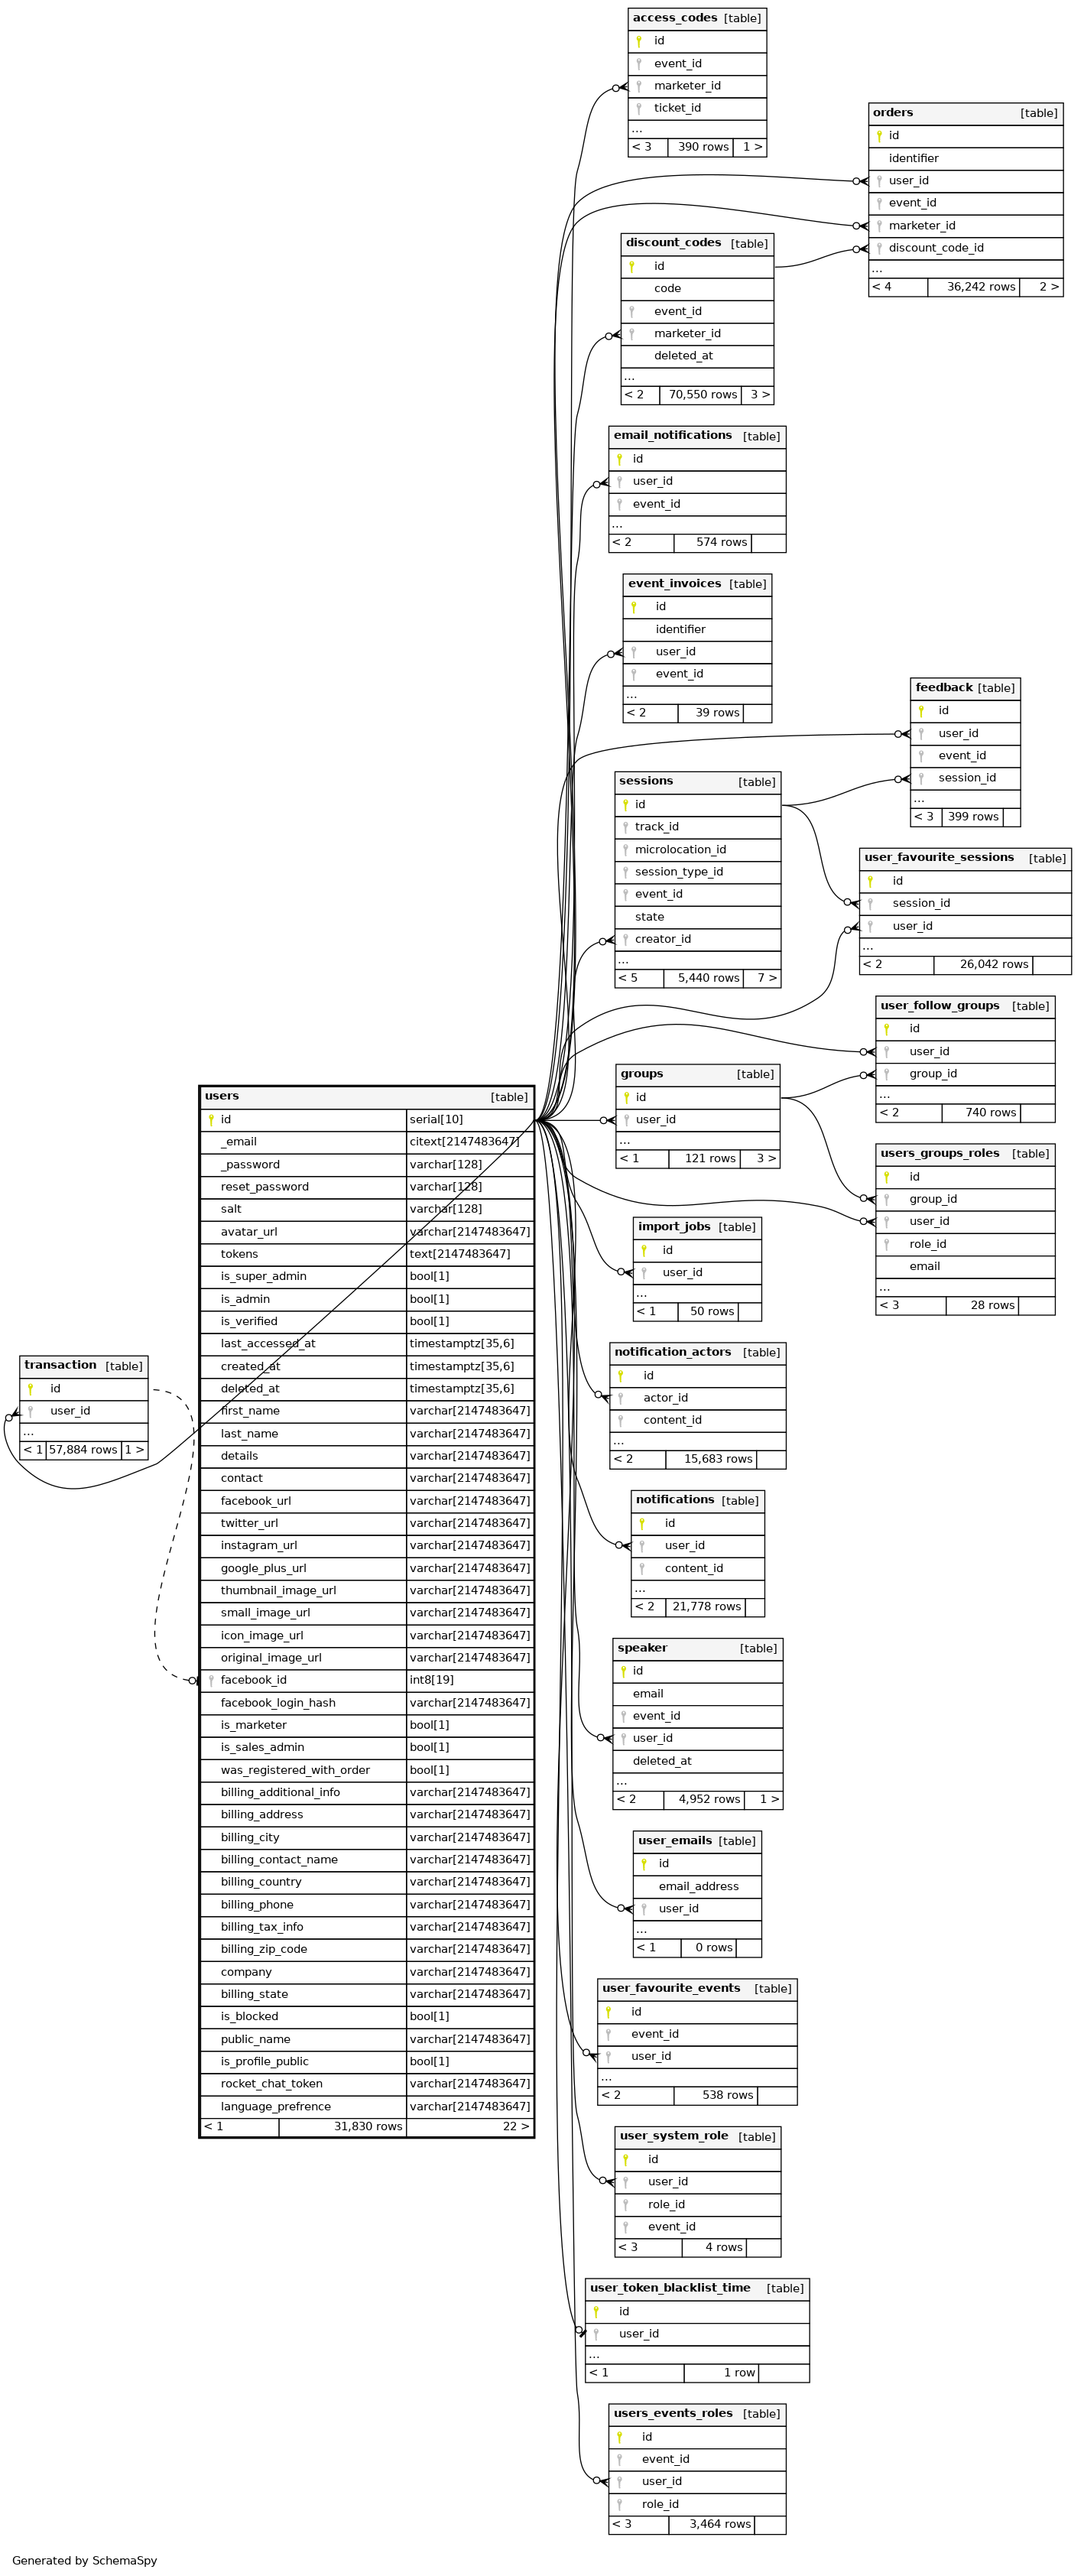 access_codes [table]
id
event_id
marketer_id
ticket_id
...
< 3 390 rows 1 >
orders [table]
id
identifier
user_id
event_id
marketer_id
discount_code_id
...
< 4 36,242 rows 2 >
discount_codes [table]
id
code
event_id
marketer_id
deleted_at
...
< 2 70,550 rows 3 >
email_notifications [table]
id
user_id
event_id
...
< 2 574 rows
event_invoices [table]
id
identifier
user_id
event_id
...
< 2 39 rows
feedback [table]
id
user_id
event_id
session_id
...
< 3 399 rows
sessions [table]
id
track_id
microlocation_id
session_type_id
event_id
state
creator_id
...
< 5 5,440 rows 7 >
user_favourite_sessions [table]
id
session_id
user_id
...
< 2 26,042 rows
user_follow_groups [table]
id
user_id
group_id
...
< 2 740 rows
groups [table]
id
user_id
...
< 1 121 rows 3 >
users_groups_roles [table]
id
group_id
user_id
role_id
email
...
< 3 28 rows
import_jobs [table]
id
user_id
...
< 1 50 rows
users [table]
id serial[10]
_email citext[2147483647]
_password varchar[128]
reset_password varchar[128]
salt varchar[128]
avatar_url varchar[2147483647]
tokens text[2147483647]
is_super_admin bool[1]
is_admin bool[1]
is_verified bool[1]
last_accessed_at timestamptz[35,6]
created_at timestamptz[35,6]
deleted_at timestamptz[35,6]
first_name varchar[2147483647]
last_name varchar[2147483647]
details varchar[2147483647]
contact varchar[2147483647]
facebook_url varchar[2147483647]
twitter_url varchar[2147483647]
instagram_url varchar[2147483647]
google_plus_url varchar[2147483647]
thumbnail_image_url varchar[2147483647]
small_image_url varchar[2147483647]
icon_image_url varchar[2147483647]
original_image_url varchar[2147483647]
facebook_id int8[19]
facebook_login_hash varchar[2147483647]
is_marketer bool[1]
is_sales_admin bool[1]
was_registered_with_order bool[1]
billing_additional_info varchar[2147483647]
billing_address varchar[2147483647]
billing_city varchar[2147483647]
billing_contact_name varchar[2147483647]
billing_country varchar[2147483647]
billing_phone varchar[2147483647]
billing_tax_info varchar[2147483647]
billing_zip_code varchar[2147483647]
company varchar[2147483647]
billing_state varchar[2147483647]
is_blocked bool[1]
public_name varchar[2147483647]
is_profile_public bool[1]
rocket_chat_token varchar[2147483647]
language_prefrence varchar[2147483647]
< 1 31,830 rows 22 >
transaction [table]
id
user_id
...
< 1 57,884 rows 1 >
notification_actors [table]
id
actor_id
content_id
...
< 2 15,683 rows
notifications [table]
id
user_id
content_id
...
< 2 21,778 rows
speaker [table]
id
email
event_id
user_id
deleted_at
...
< 2 4,952 rows 1 >
user_emails [table]
id
email_address
user_id
...
< 1 0 rows
user_favourite_events [table]
id
event_id
user_id
...
< 2 538 rows
user_system_role [table]
id
user_id
role_id
event_id
< 3 4 rows
user_token_blacklist_time [table]
id
user_id
...
< 1 1 row
users_events_roles [table]
id
event_id
user_id
role_id
< 3 3,464 rows
Generated by SchemaSpy